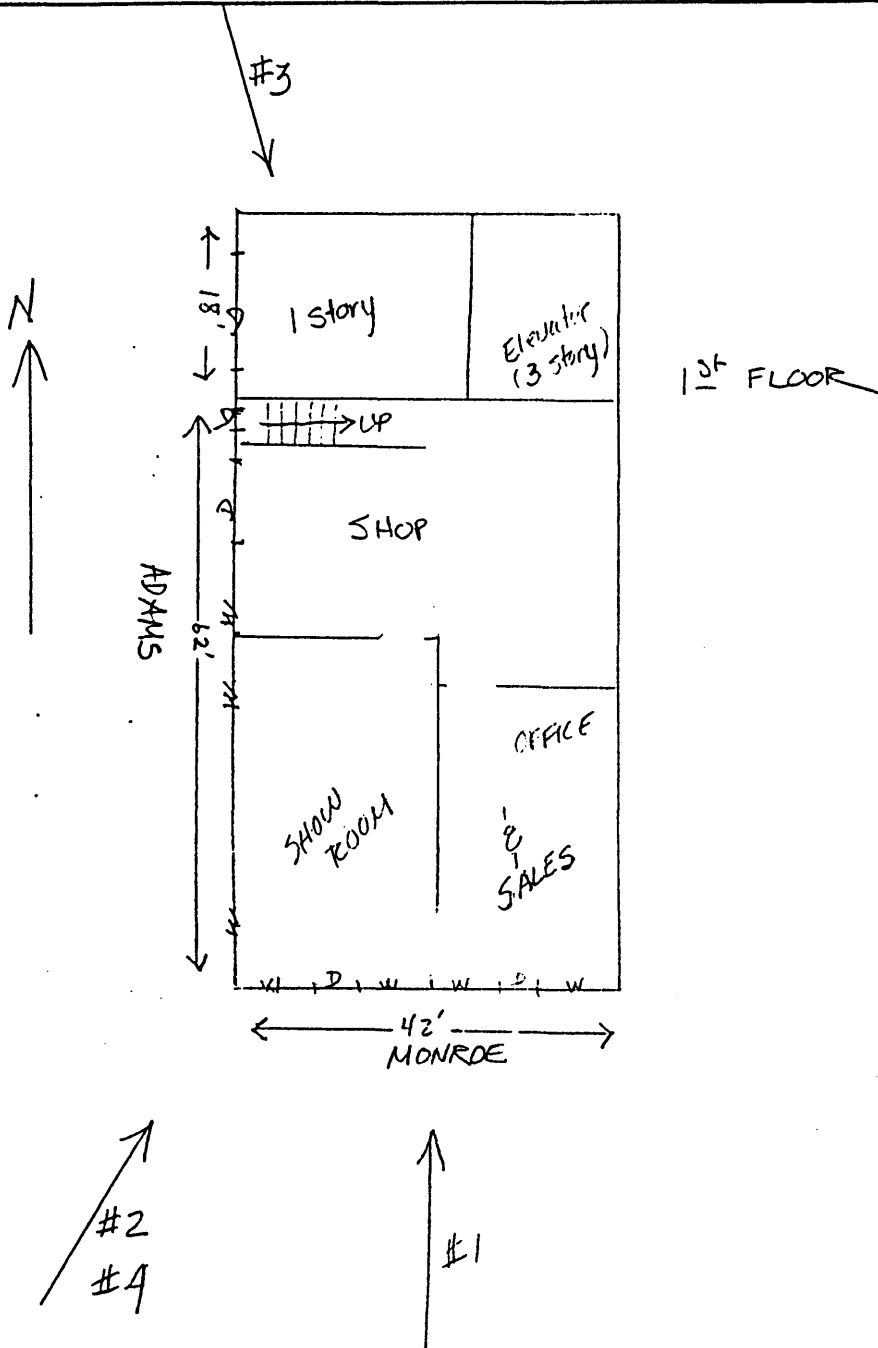 #3
N
18'
D
1 Story
Elevator
(3 story)
1st FLOOR
D
UP
D
SHOP
ADAMS
62'
W
W
OFFICE
SHOW
ROOM
&
SALES
W
W D W W D W
42'
MONROE
#2
#4
#1